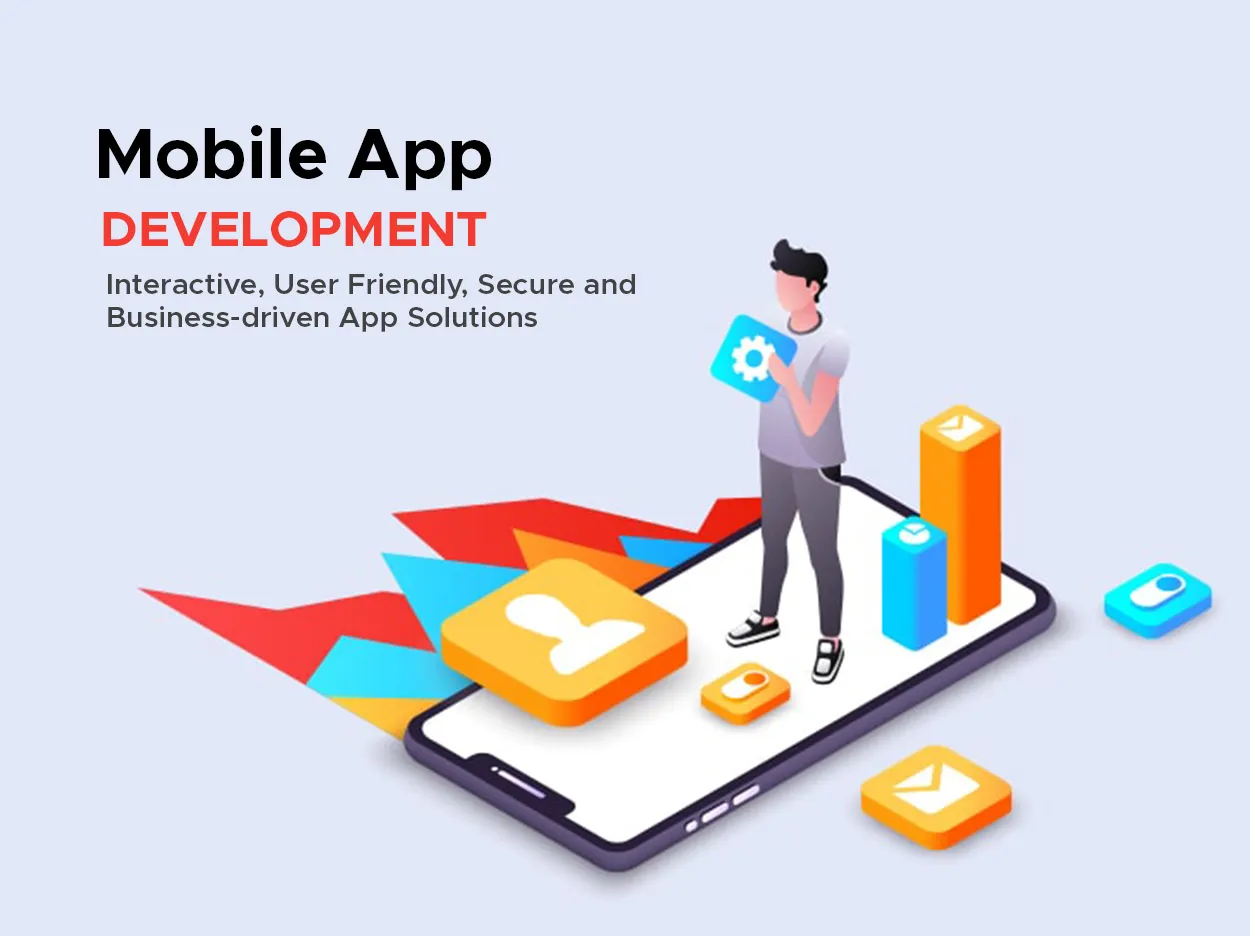 Mobile App
DEVELOPMENT
Interactive, User Friendly, Secure and
Business-driven App Solutions